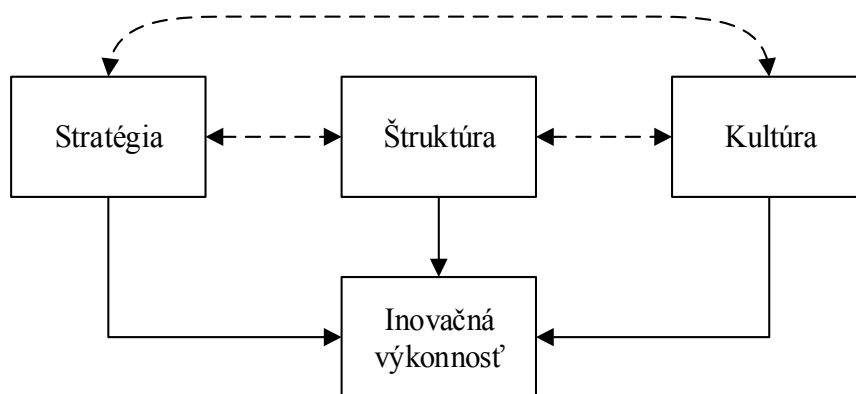 Stratégia
Štruktúra
Kultúra
Inovačná
výkonnosť